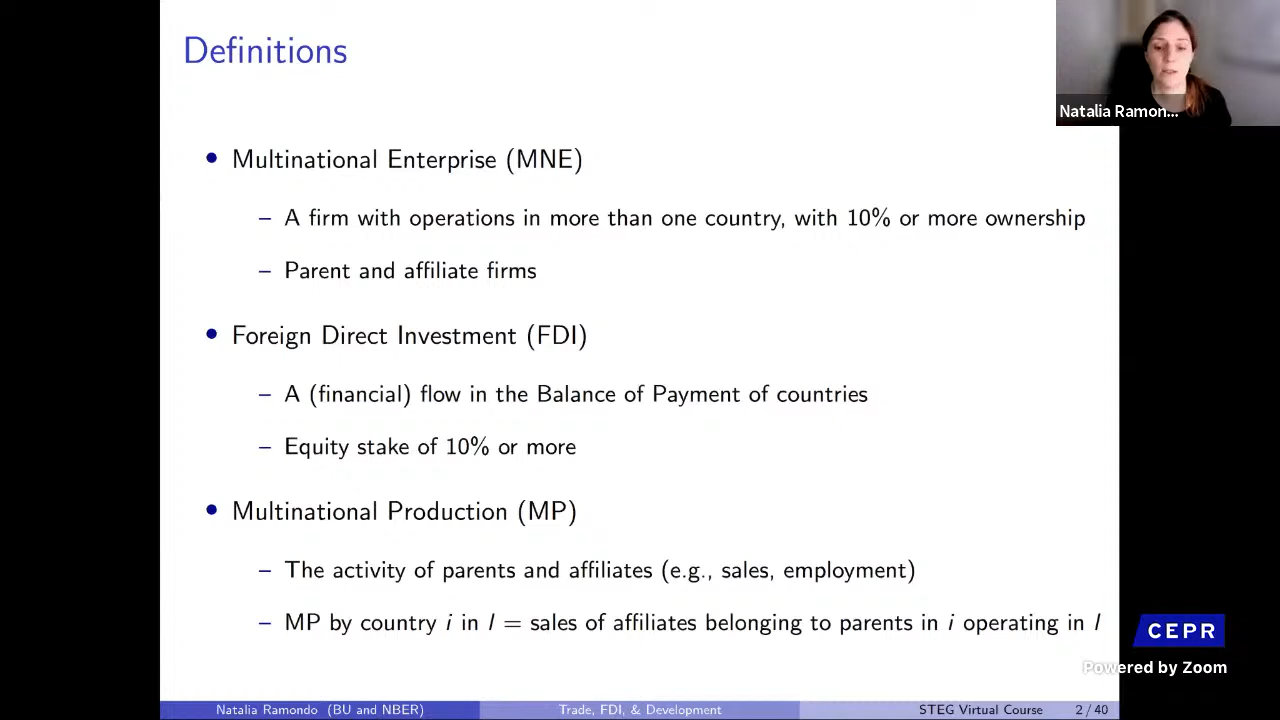 Definitions
Natalia Ramon...
• Multinational Enterprise (MNE)
– A firm with operations in more than one country, with 10% or more ownership
– Parent and affiliate firms
• Foreign Direct Investment (FDI)
– A (financial) flow in the Balance of Payment of countries
– Equity stake of 10% or more
• Multinational Production (MP)
– The activity of parents and affiliates (e.g., sales, employment)
– MP by country i in l = sales of affiliates belonging to parents in i operating in l
CEPR
Powered by Zoom
Natalia Ramondo (BU and NBER) Trade, FDI, & Development STEG Virtual Course 2 / 40